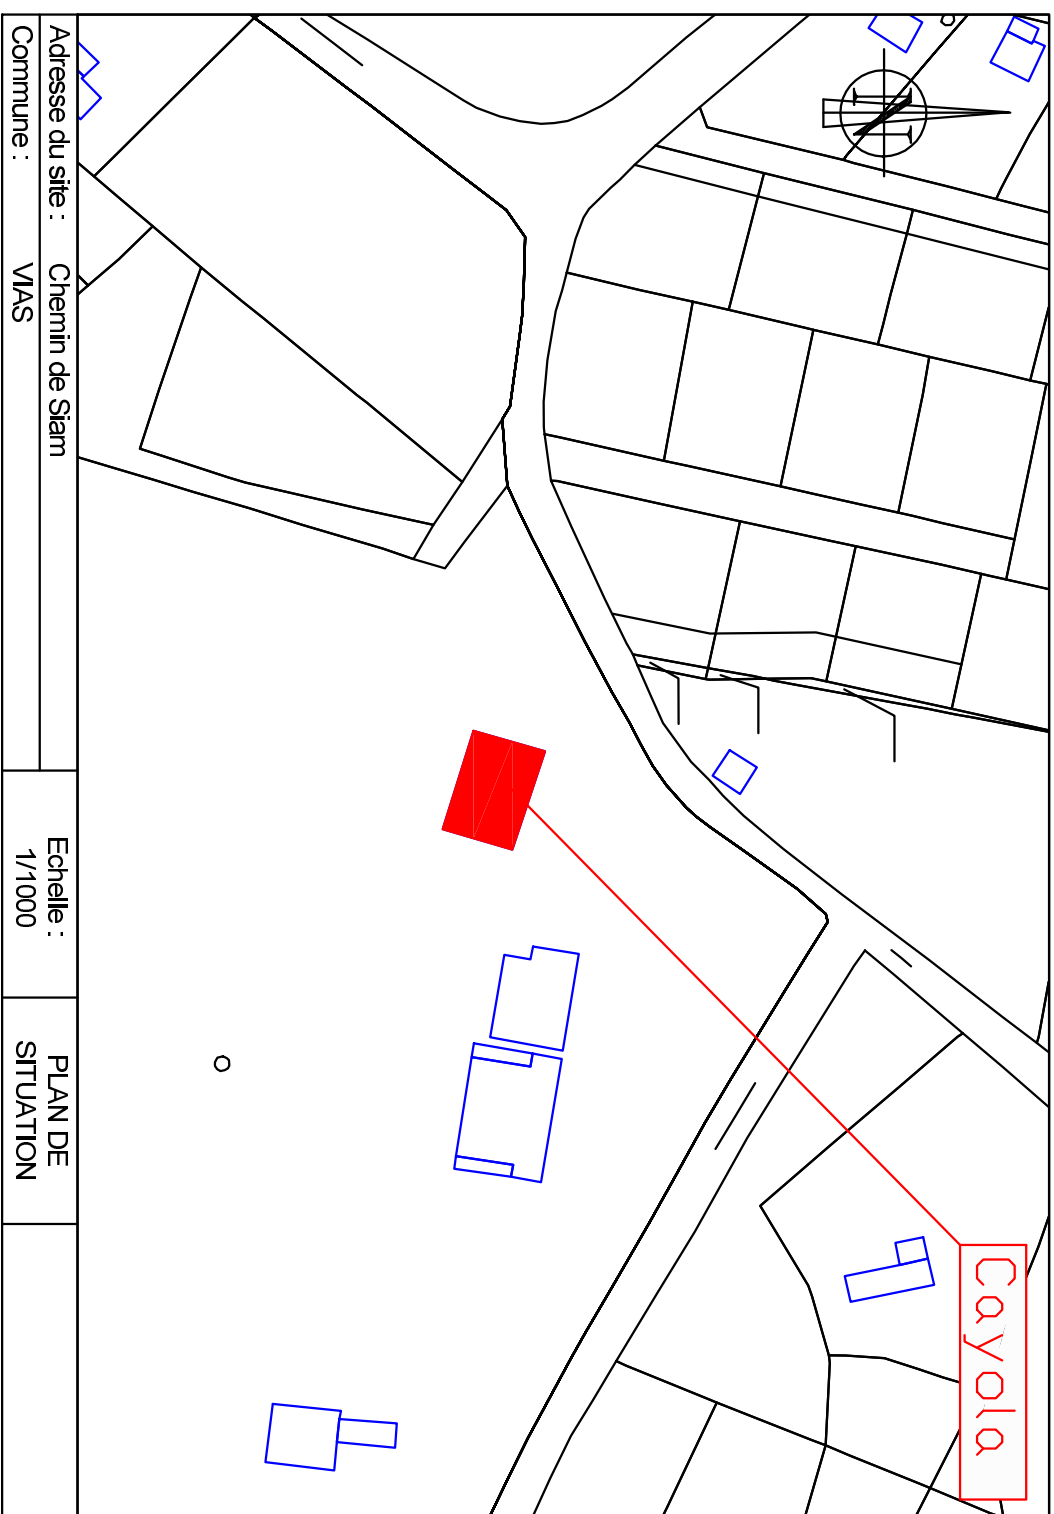 Cayola
Adresse du site : Chemin de Siam
Commune : VIAS
Echelle :
1/1000
PLAN DE
SITUATION